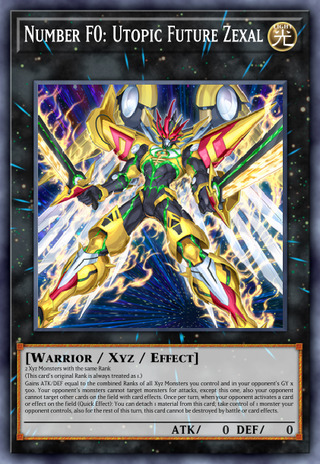 Number F0: Utopic Future Zexal
LIGHT
光
[Warrior / Xyz / Effect]
2 Xyz Monsters with the same Rank
(This card's original Rank is always treated as 1.)
Gains ATK/DEF equal to the combined Ranks of all Xyz Monsters you control and in your opponent's GY x
500. Your opponent's monsters cannot target monsters for attacks, except this one, also your opponent
cannot target other cards on the field with card effects. Once per turn, when your opponent activates a card
or effect on the field (Quick Effect): You can detach 1 material from this card; take control of 1 monster your
opponent controls, also for the rest of this turn, this card cannot be destroyed by battle or card effects.
ATK/ 0 DEF/ 0